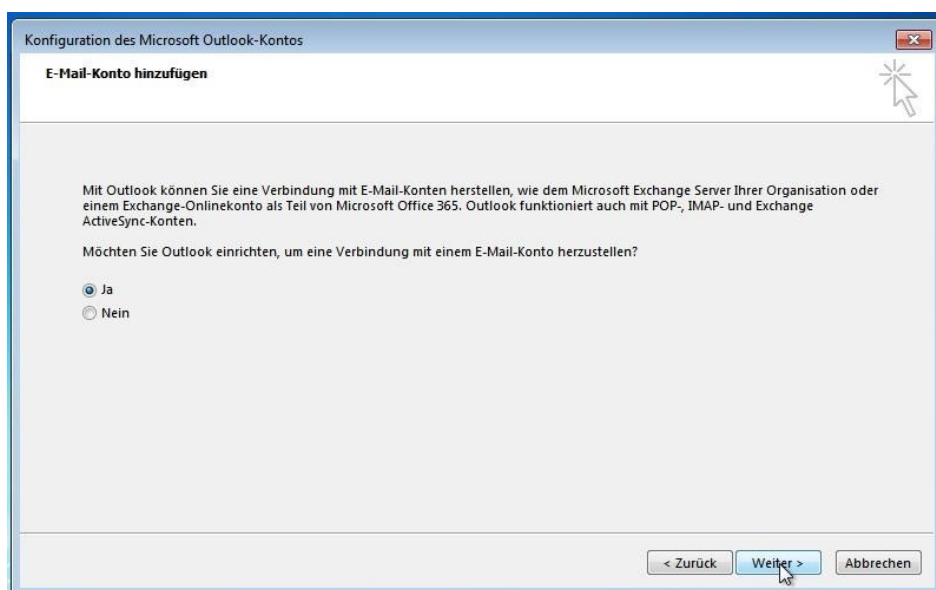 Konfiguration des Microsoft Outlook-Kontos
E-Mail-Konto hinzufügen
Mit Outlook können Sie eine Verbindung mit E-Mail-Konten herstellen, wie dem Microsoft Exchange Server Ihrer Organisation oder
einem Exchange-Onlinekonto als Teil von Microsoft Office 365. Outlook funktioniert auch mit POP-, IMAP- und Exchange
ActiveSync-Konten.
Möchten Sie Outlook einrichten, um eine Verbindung mit einem E-Mail-Konto herzustellen?
Ja
Nein
< Zurück Weiter > Abbrechen